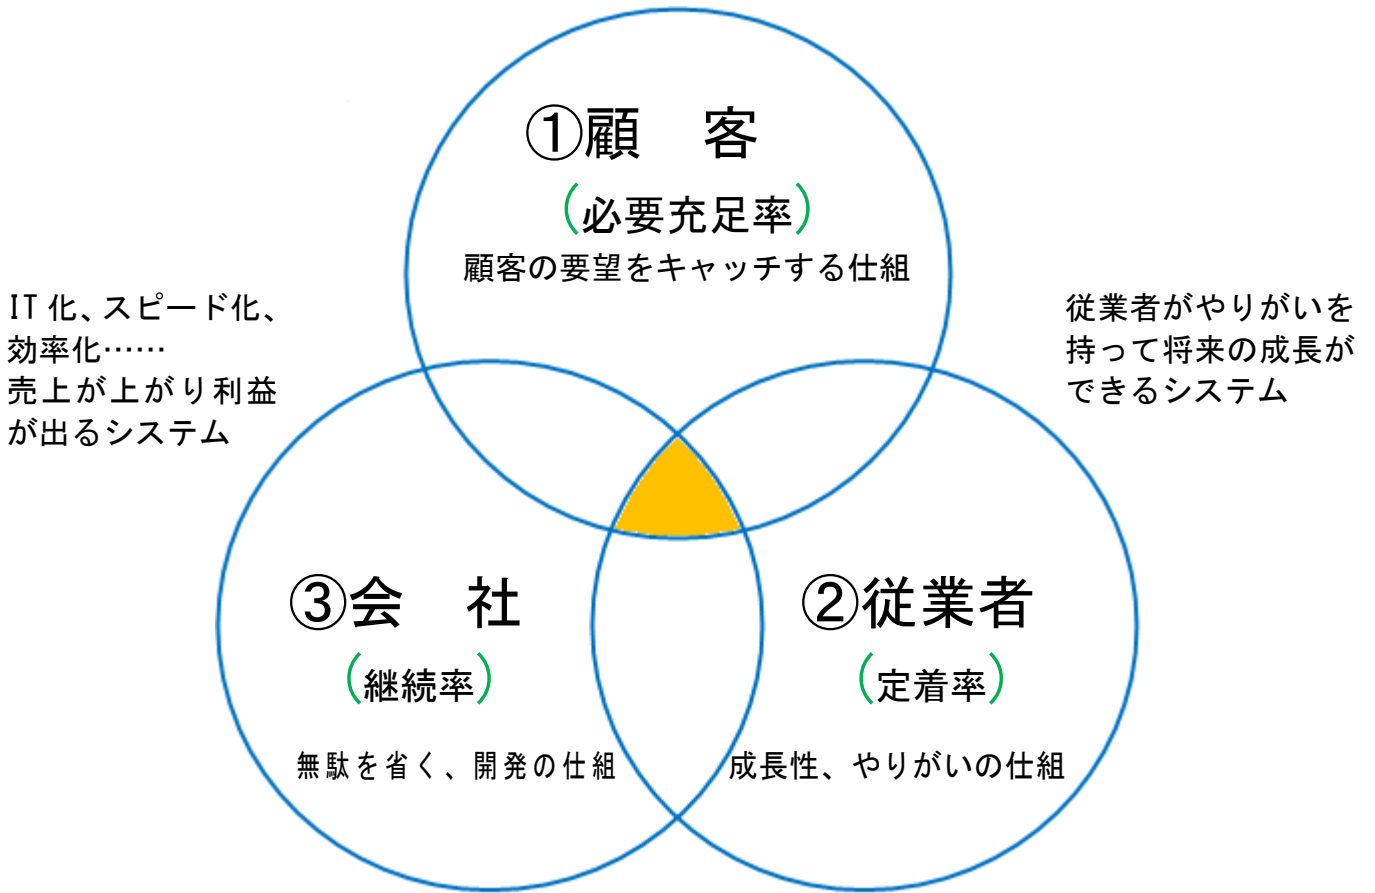 ①顧　客
(必要充足率)
顧客の要望をキャッチする仕組
IT 化、スピード化、
効率化……
売上が上がり利益
が出るシステム
従業者がやりがいを
持って将来の成長が
できるシステム
③会　社
(継続率)
無駄を省く、開発の仕組
②従業者
(定着率)
成長性、やりがいの仕組